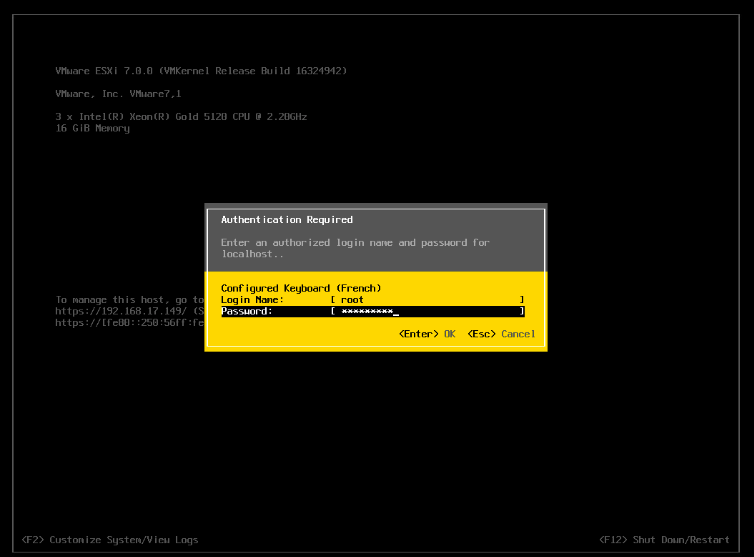 VMware ESXi 7.0.0 (VMKernel Release Build 16324942)
VMware, Inc. VMware7,1
3 x Intel(R) Xeon(R) Gold 5120 CPU @ 2.20GHz
16 GiB Memory
Authentication Required
Enter an authorized login name and password for
localhost..
Configured Keyboard (French)
Login Name: [ root ]
Password: [ *********_ ]
<Enter> OK <Esc> Cancel
To manage this host, go to
https://192.168.17.149/ (S
https://[fe80::250:56ff:fe
<F2> Customize System/View Logs
<F12> Shut Down/Restart